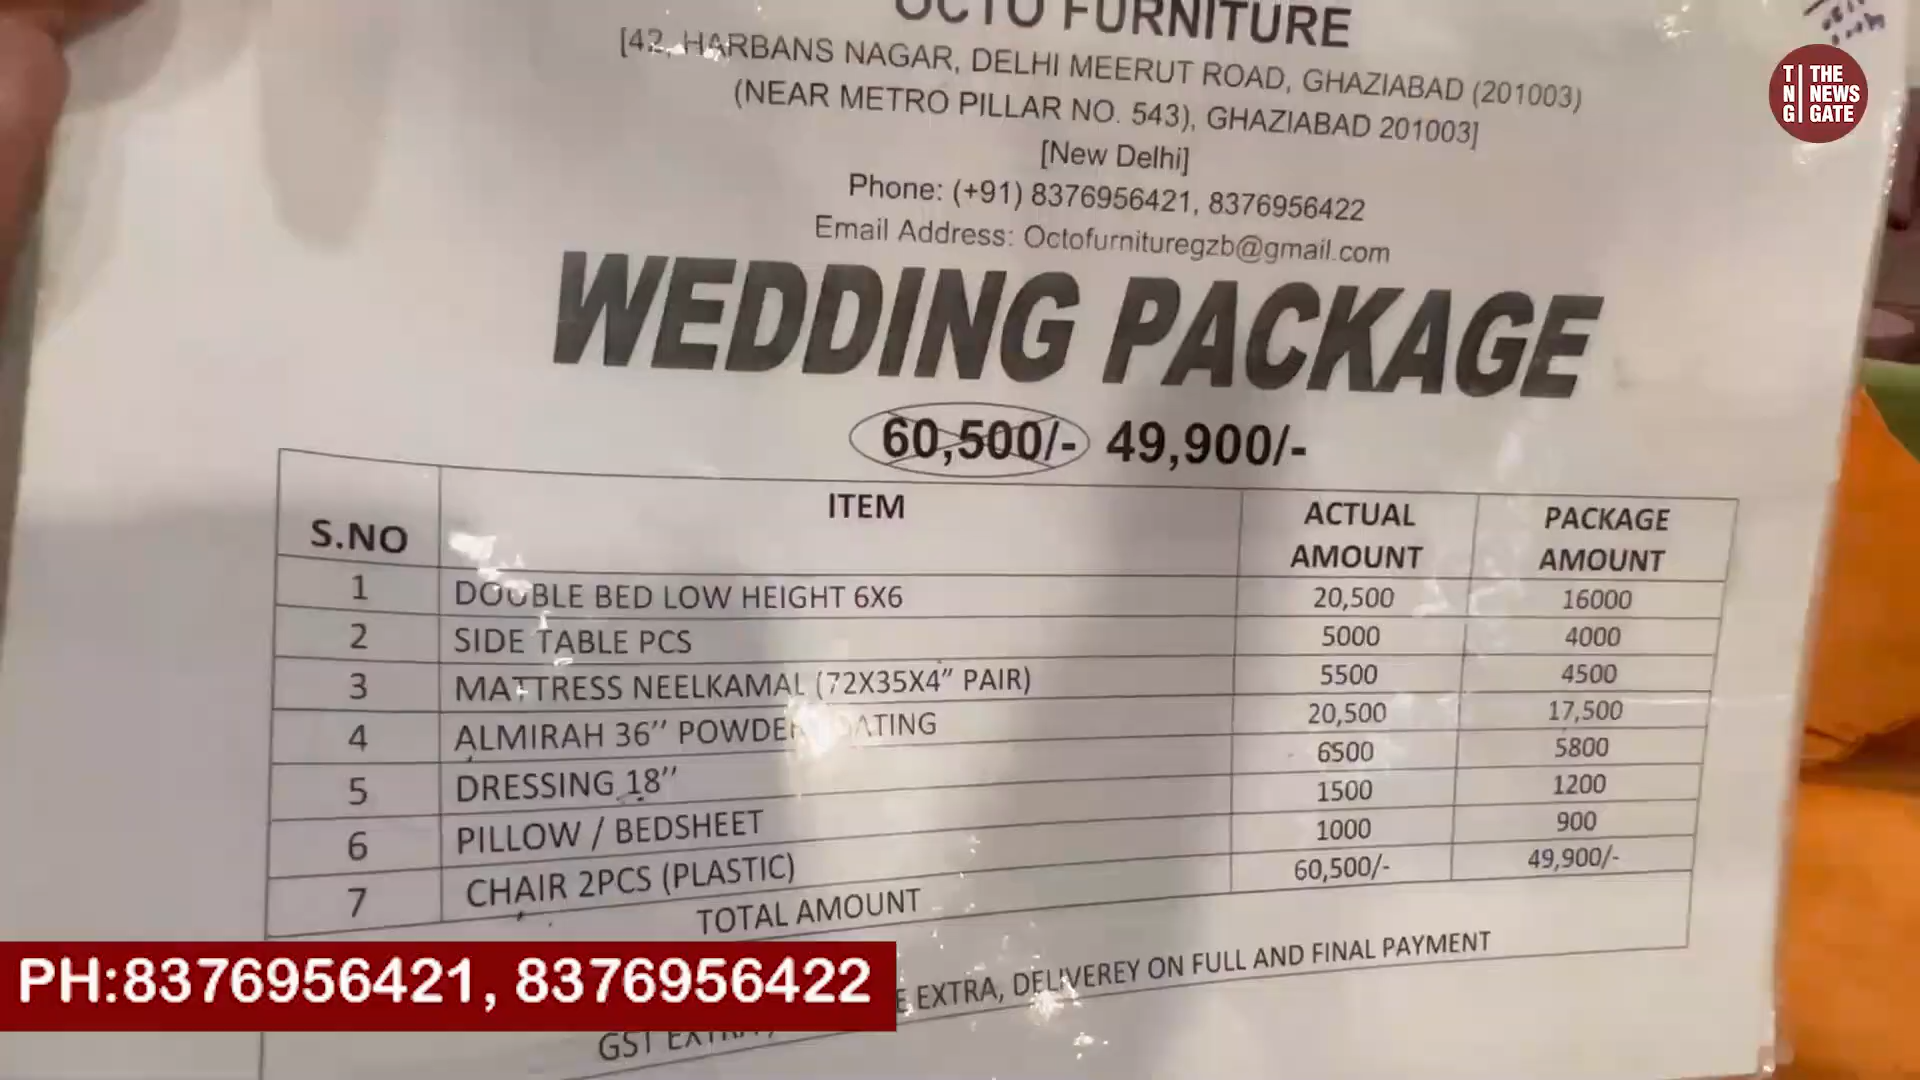 OCTO FURNITURE
[42, HARBANS NAGAR, DELHI MEERUT ROAD, GHAZIABAD (201003)
(NEAR METRO PILLAR NO. 543), GHAZIABAD 201003]
[New Delhi]
Phone: (+91) 8376956421, 8376956422
Email Address: Octofurnituregzb@gmail.com
WEDDING PACKAGE
60,500/- 49,900/-
S.NO ITEM ACTUAL AMOUNT PACKAGE AMOUNT
1 DOUBLE BED LOW HEIGHT 6X6 20,500 16000
2 SIDE TABLE PCS 5000 4000
3 MATTRESS NEELKAMAL (72X35X4” PAIR) 5500 4500
4 ALMIRAH 36’’ POWDER 20,500 17,500
5 DRESSING 18’’ 6500 5800
6 PILLOW / BEDSHEET 1500 1200
7 CHAIR 2PCS (PLASTIC) 1000 900
TOTAL AMOUNT 60,500/- 49,900/-
EXTRA, DELIVEREY ON FULL AND FINAL PAYMENT
GST
PH:8376956421, 8376956422
TNG THE NEWS GATE